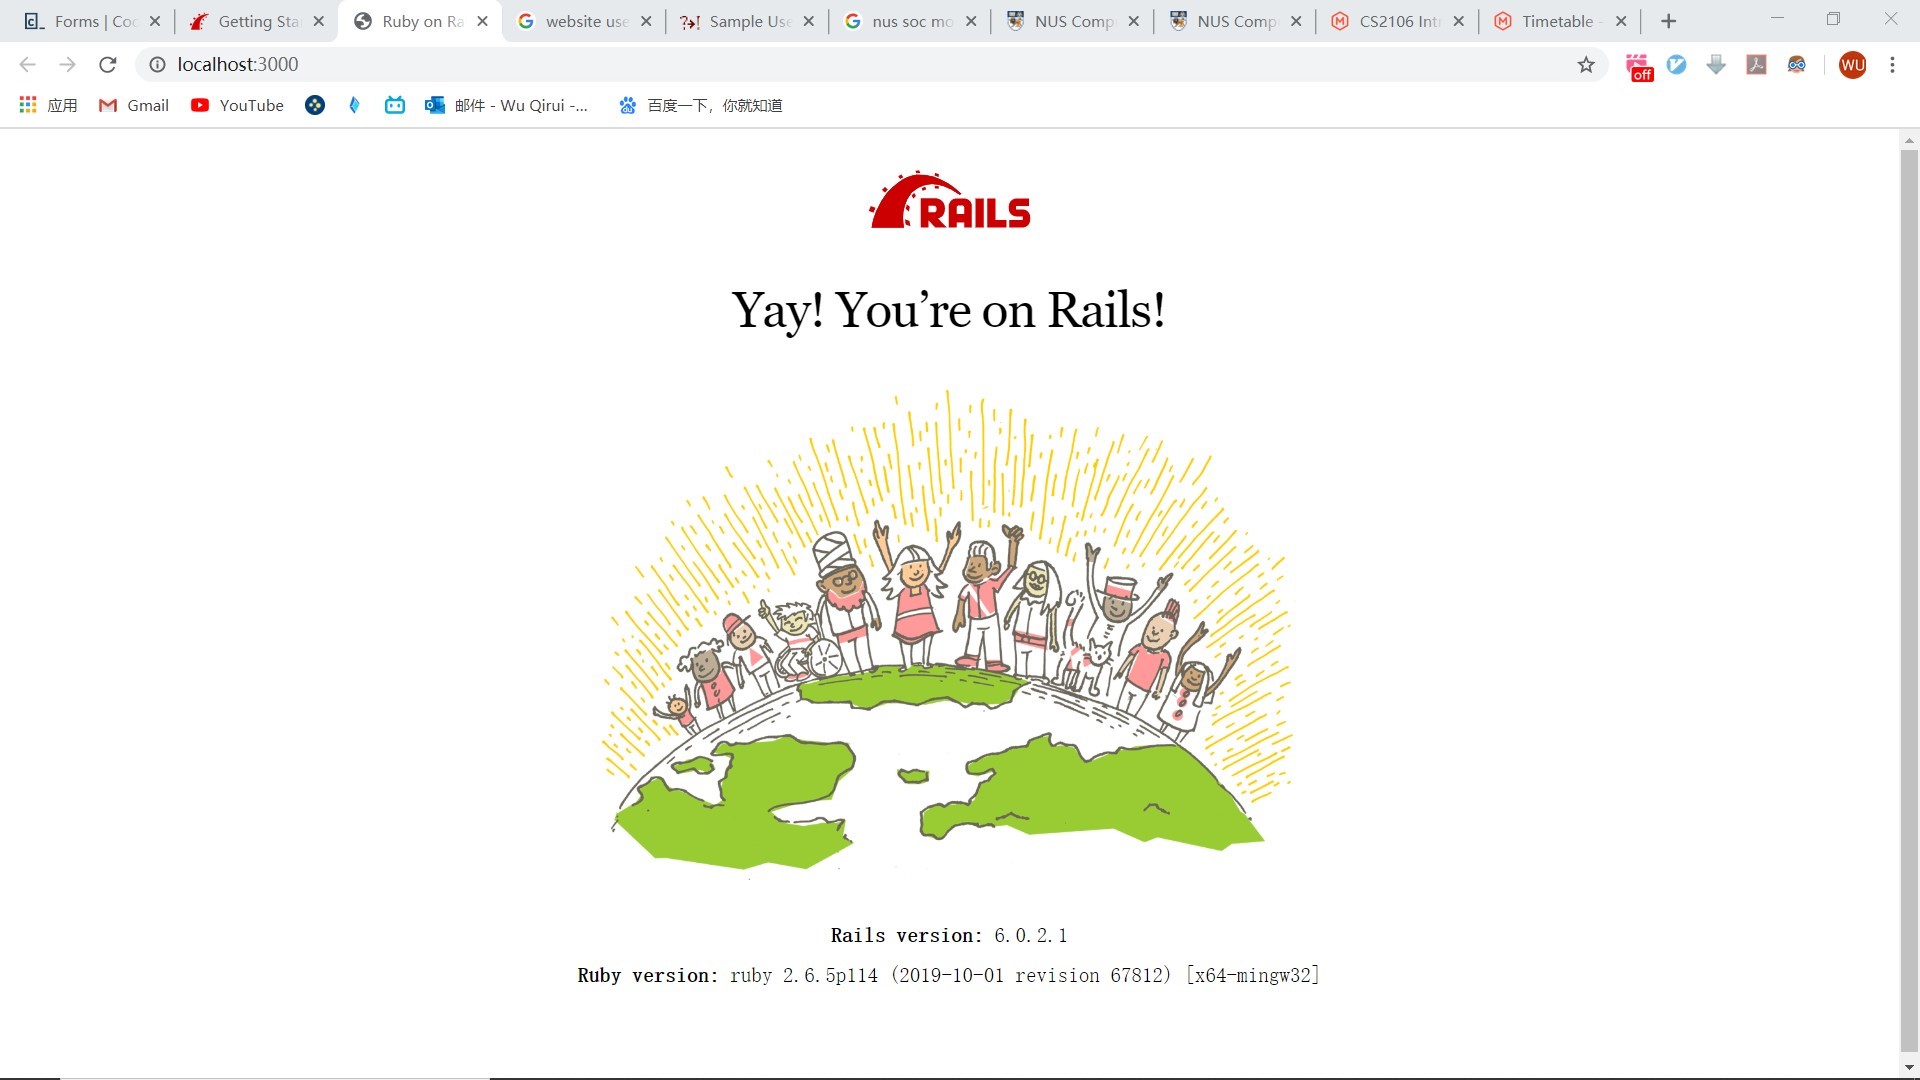 Forms | Coc
Getting Sta
Ruby on Ra
website use
Sample Use
nus soc mo
NUS Comp
NUS Comp
CS2106 Int
Timetable -
localhost:3000
off
WU
应用
Gmail
YouTube
邮件 - Wu Qirui -...
百度一下，你就知道
RAILS
Yay! You’re on Rails!
Rails version: 6.0.2.1
Ruby version: ruby 2.6.5p114 (2019-10-01 revision 67812) [x64-mingw32]